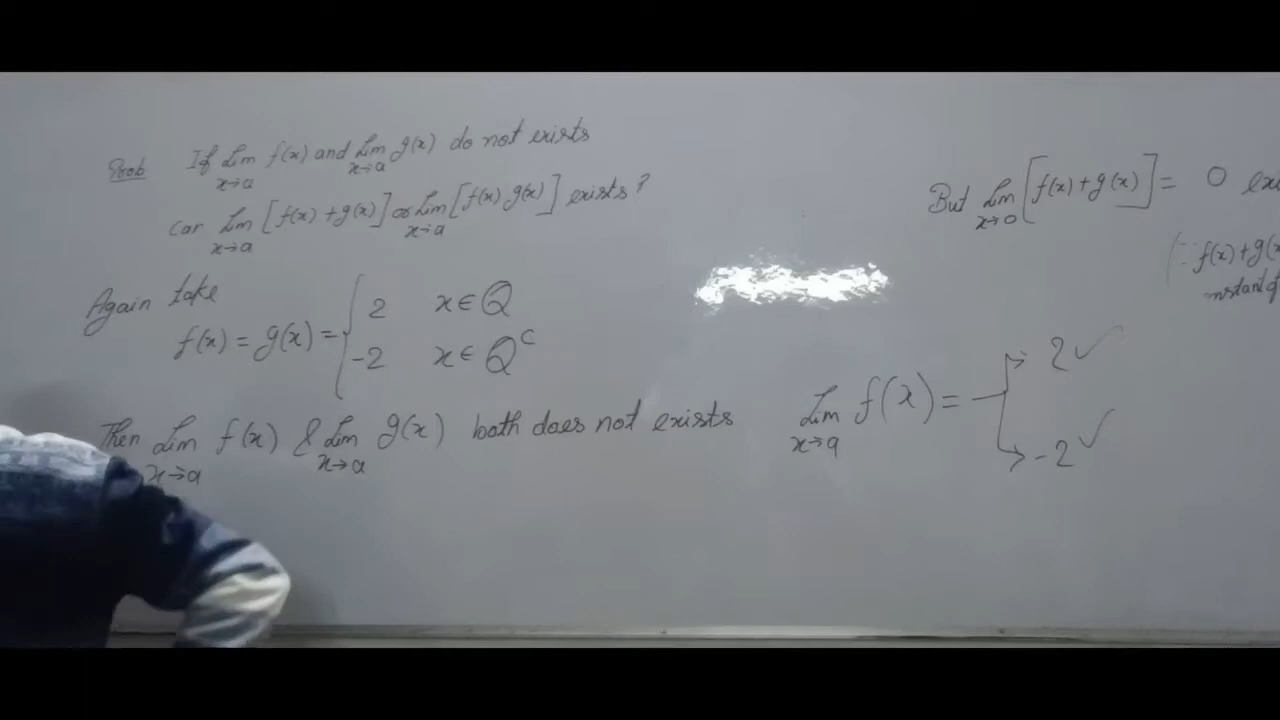 Prob If Lim x→a f(x) and Lim x→a g(x) do not exists
Can Lim x→a [f(x) + g(x)] or Lim x→a [f(x) g(x)] exists?
Again take
f(x) = g(x) = { 2 x ∈ Q
-2 x ∈ Q^c
Then Lim x→a f(x) & Lim x→a g(x) both does not exists
But Lim x→0 [f(x) + g(x)] = 0
(∵ f(x) + g(x
Lim x→a f(x) = → 2 ✓
→ -2 ✓